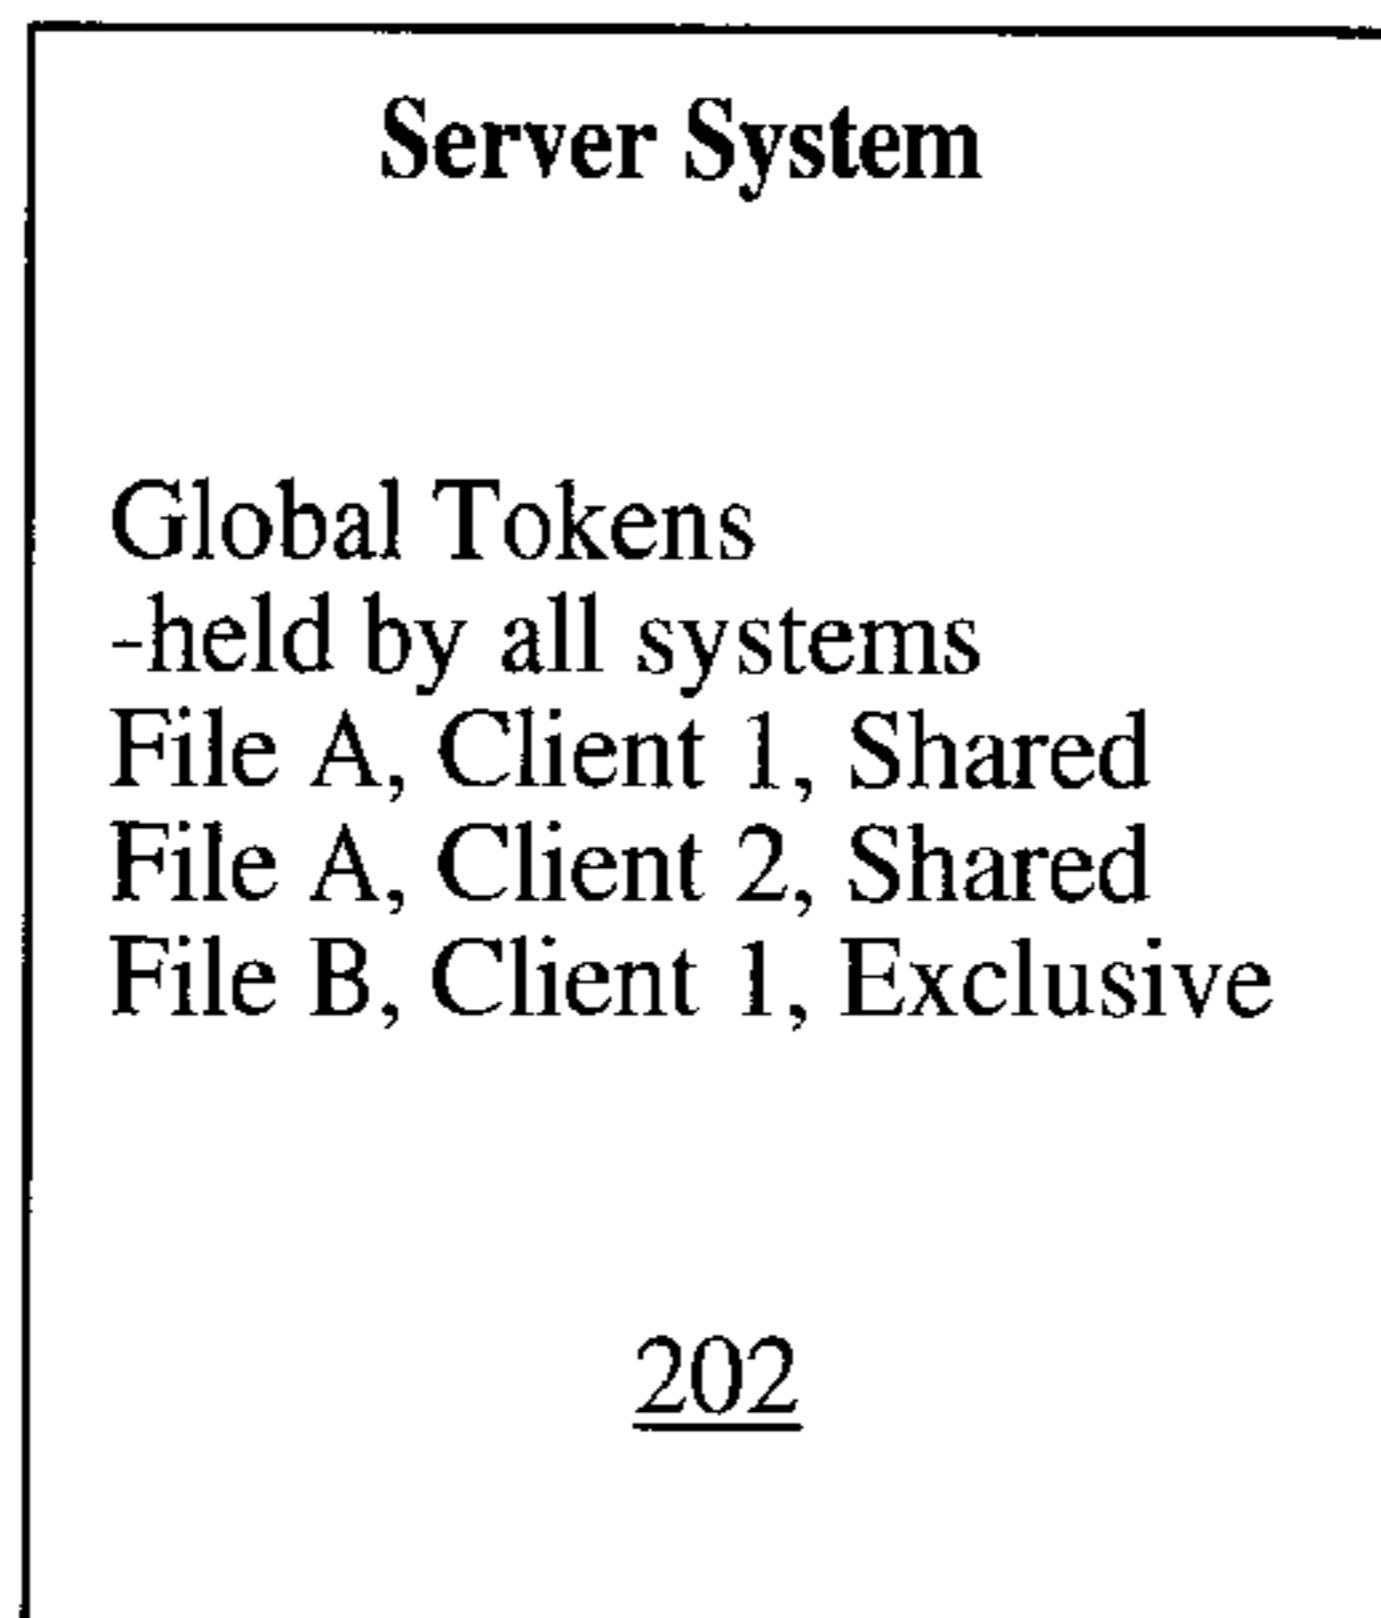 Server System
Global Tokens
-held by all systems
File A, Client 1, Shared
File A, Client 2, Shared
File B, Client 1, Exclusive
202